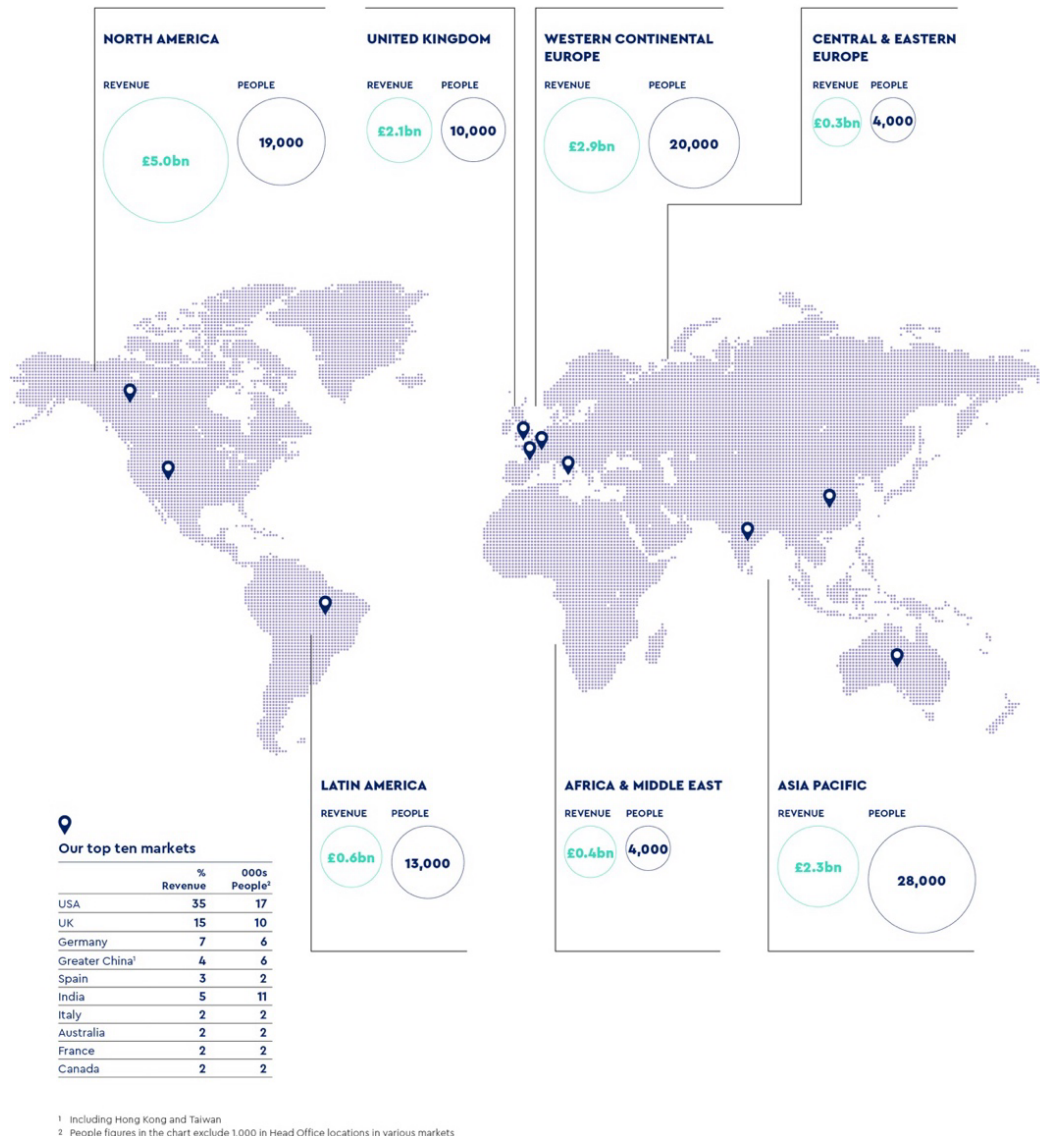 NORTH AMERICA
REVENUE PEOPLE
£5.0bn
19,000
UNITED KINGDOM
REVENUE PEOPLE
£2.1bn
10,000
WESTERN CONTINENTAL
EUROPE
REVENUE PEOPLE
£2.9bn
20,000
CENTRAL & EASTERN
EUROPE
REVENUE PEOPLE
£0.3bn
4,000
LATIN AMERICA
REVENUE PEOPLE
£0.6bn
13,000
AFRICA & MIDDLE EAST
REVENUE PEOPLE
£0.4bn
4,000
ASIA PACIFIC
REVENUE PEOPLE
£2.3bn
28,000
Our top ten markets
% 000s
Revenue People²
USA 35 17
UK 15 10
Germany 7 6
Greater China¹ 4 6
Spain 3 2
India 5 11
Italy 2 2
Australia 2 2
France 2 2
Canada 2 2
¹ Including Hong Kong and Taiwan
² People figures in the chart exclude 1,000 in Head Office locations in various markets